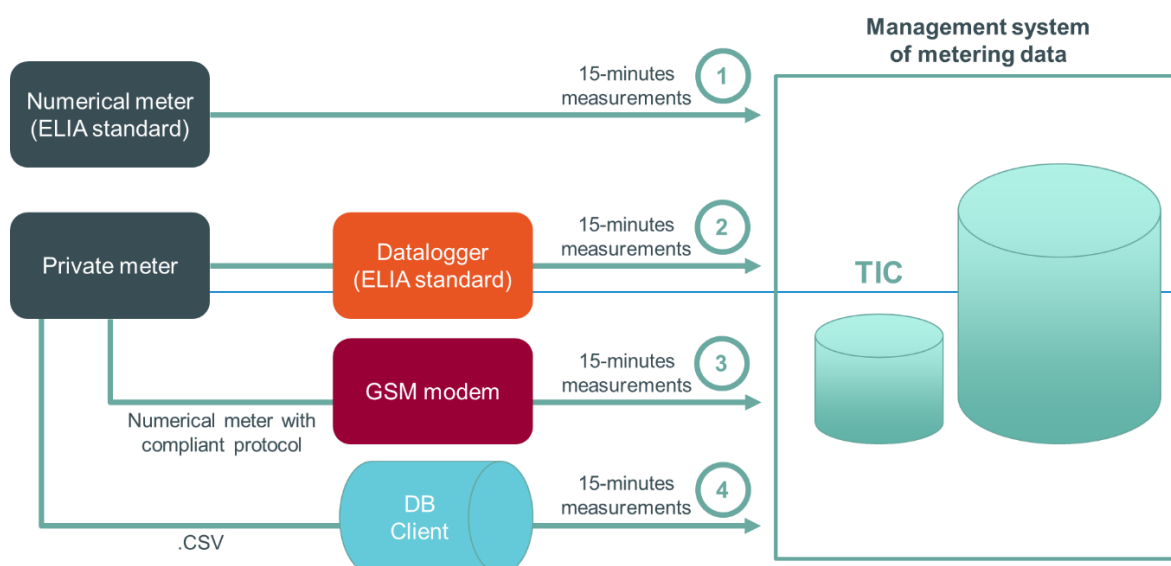 Management system
of metering data
Numerical meter
(ELIA standard)
15-minutes
measurements
1
Private meter
Datalogger
(ELIA standard)
15-minutes
measurements
2
TIC
Numerical meter with
compliant protocol
GSM modem
15-minutes
measurements
3
.CSV
DB
Client
15-minutes
measurements
4